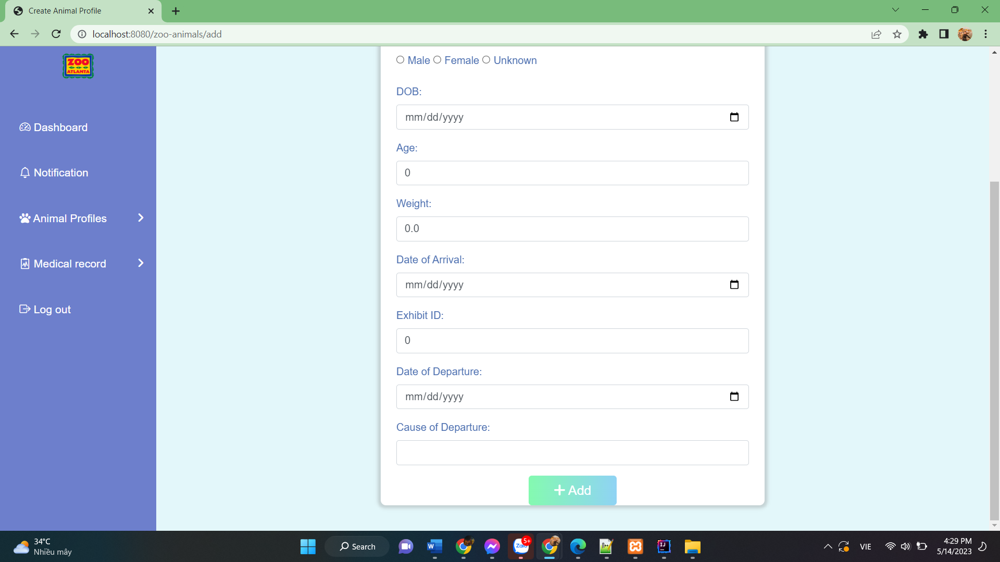 Create Animal Profile
localhost:8080/zoo-animals/add
ZOO
ATLANTA
Dashboard
Notification
Animal Profiles
Medical record
Log out
Male Female Unknown
DOB:
mm/dd/yyyy
Age:
0
Weight:
0.0
Date of Arrival:
mm/dd/yyyy
Exhibit ID:
0
Date of Departure:
mm/dd/yyyy
Cause of Departure:
+ Add
34°C
Nhiều mây
Search
W
Zalo
5+
IJ
VIE
4:29 PM
5/14/2023